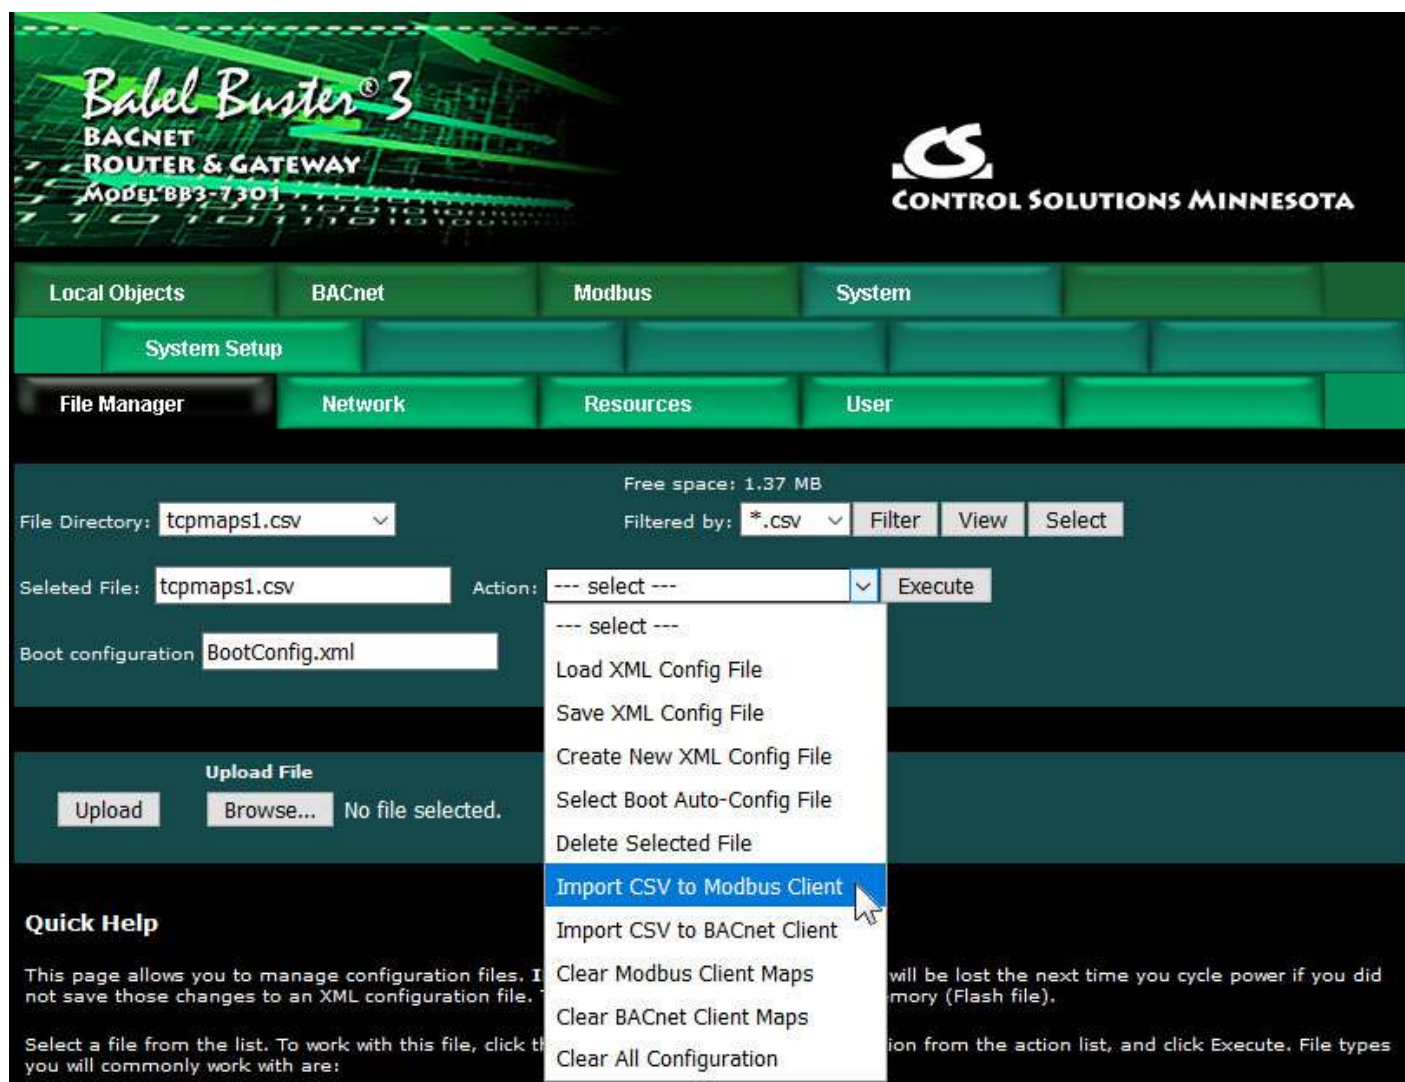 Babel Buster® 3
BACNET
ROUTER & GATEWAY
MODEL BB3-7301
CS
CONTROL SOLUTIONS MINNESOTA
Local Objects BACnet Modbus System
System Setup
File Manager Network Resources User
Free space: 1.37 MB
File Directory: tcpmaps1.csv Filtered by: *.csv Filter View Select
Seleted File: tcpmaps1.csv Action: --- select --- Execute
--- select ---
Boot configuration BootConfig.xml
Load XML Config File
Save XML Config File
Create New XML Config File
Upload File
Select Boot Auto-Config File
Upload Browse... No file selected.
Delete Selected File
Import CSV to Modbus Client
Quick Help
Import CSV to BACnet Client
This page allows you to manage configuration files. Clear Modbus Client Maps will be lost the next time you cycle power if you did
not save those changes to an XML configuration file. (Flash file).
Clear BACnet Client Maps
Select a file from the list. To work with this file, click from the action list, and click Execute. File types
Clear All Configuration
you will commonly work with are: